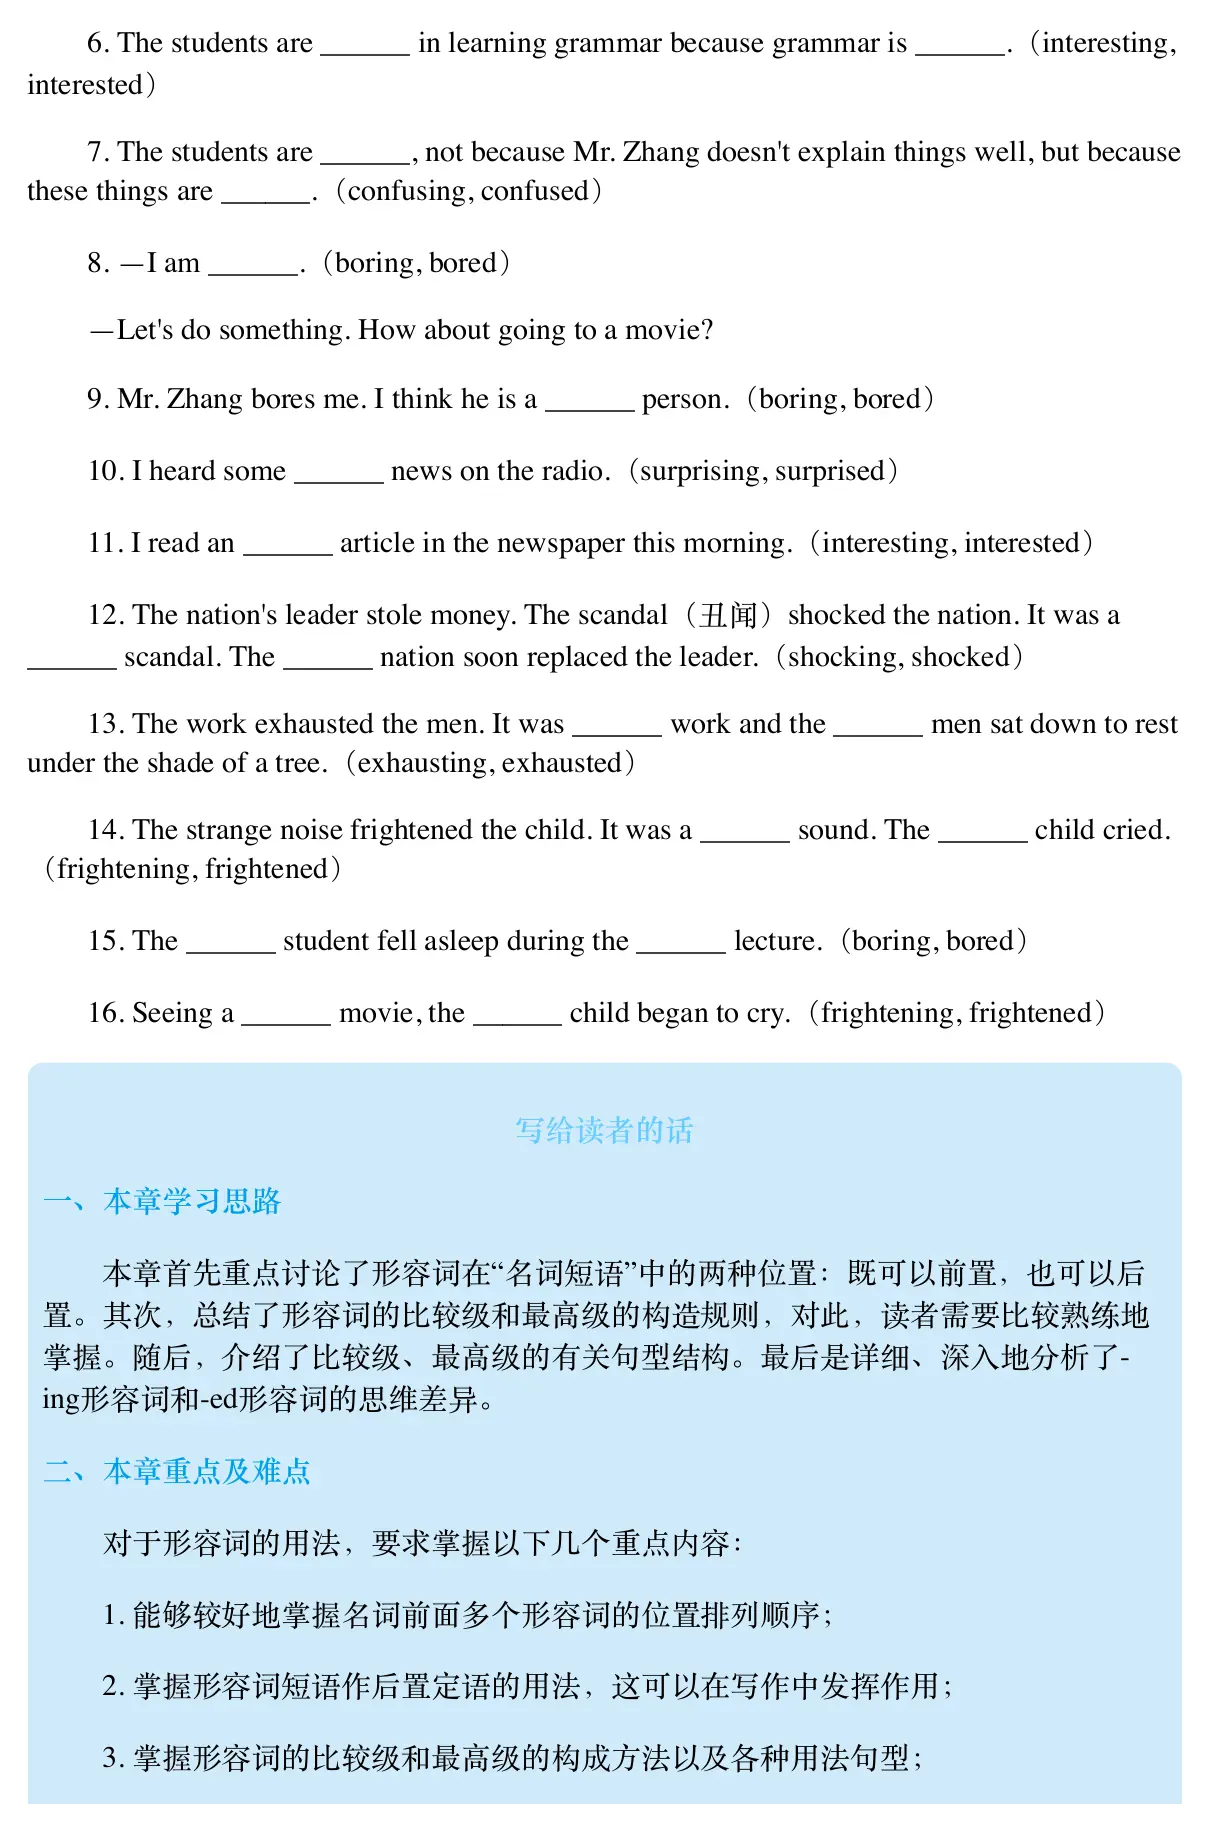 6. The students are ______ in learning grammar because grammar is ______.（interesting,
interested）
7. The students are ______, not because Mr. Zhang doesn't explain things well, but because
these things are ______.（confusing, confused）
8. —I am ______.（boring, bored）
—Let's do something. How about going to a movie?
9. Mr. Zhang bores me. I think he is a ______ person.（boring, bored）
10. I heard some ______ news on the radio.（surprising, surprised）
11. I read an ______ article in the newspaper this morning.（interesting, interested）
12. The nation's leader stole money. The scandal（丑闻）shocked the nation. It was a
______ scandal. The ______ nation soon replaced the leader.（shocking, shocked）
13. The work exhausted the men. It was ______ work and the ______ men sat down to rest
under the shade of a tree.（exhausting, exhausted）
14. The strange noise frightened the child. It was a ______ sound. The ______ child cried.
（frightening, frightened）
15. The ______ student fell asleep during the ______ lecture.（boring, bored）
16. Seeing a ______ movie, the ______ child began to cry.（frightening, frightened）
写给读者的话
一、本章学习思路
本章首先重点讨论了形容词在“名词短语”中的两种位置：既可以前置，也可以后
置。其次，总结了形容词的比较级和最高级的构造规则，对此，读者需要比较熟练地
掌握。随后，介绍了比较级、最高级的有关句型结构。最后是详细、深入地分析了-
ing形容词和-ed形容词的思维差异。
二、本章重点及难点
对于形容词的用法，要求掌握以下几个重点内容：
1. 能够较好地掌握名词前面多个形容词的位置排列顺序；
2. 掌握形容词短语作后置定语的用法，这可以在写作中发挥作用；
3. 掌握形容词的比较级和最高级的构成方法以及各种用法句型；